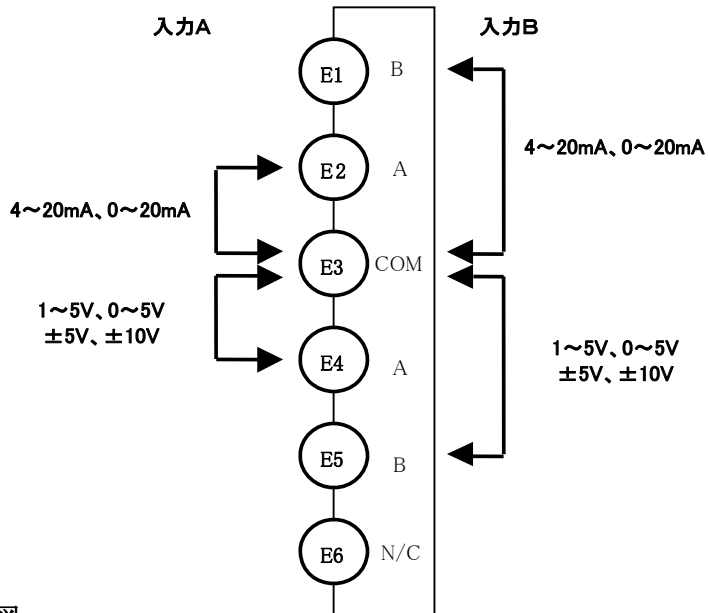 入力A
入力B
E1 B
4～20mA、0～20mA
E2 A
4～20mA、0～20mA
E3 COM
1～5V、0～5V
±5V、±10V
1～5V、0～5V
±5V、±10V
E4 A
E5 B
E6 N/C